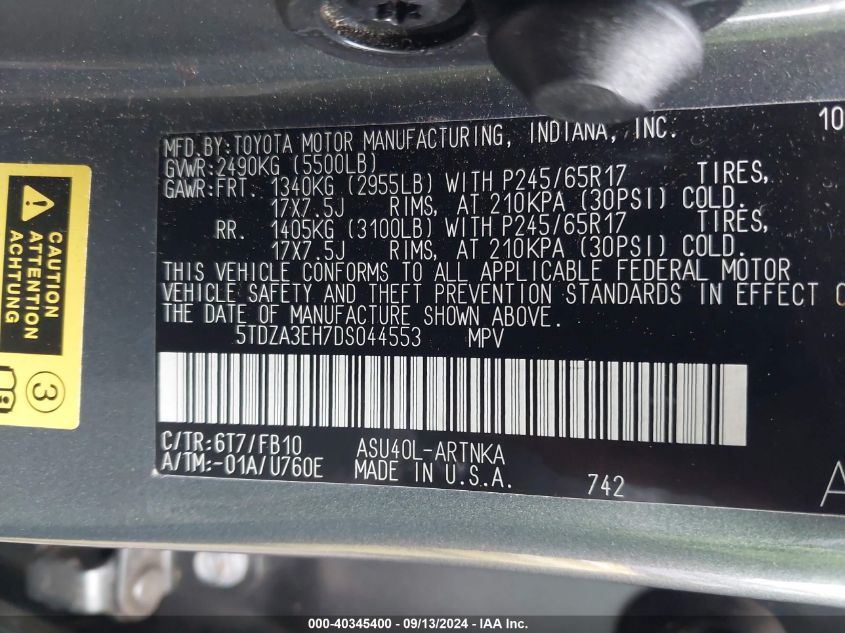 MFD.BY:TOYOTA MOTOR MANUFACTURING, INDIANA, INC. 10
GVWR:2490KG (5500LB)
GAWR:FRT. 1340KG (2955LB) WITH P245/65R17 TIRES,
17X7.5J RIMS, AT 210KPA (30PSI) COLD.
RR. 1405KG (3100LB) WITH P245/65R17 TIRES,
17X7.5J RIMS, AT 210KPA (30PSI) COLD.
THIS VEHICLE CONFORMS TO ALL APPLICABLE FEDERAL MOTOR
VEHICLE SAFETY AND THEFT PREVENTION STANDARDS IN EFFECT O
THE DATE OF MANUFACTURE SHOWN ABOVE.
5TDZA3EH7DS044553 MPV
C/TR:6T7/FB10 ASU40L-ARTNKA
A/TM:-01A/U760E MADE IN U.S.A. 742
A
CAUTION
ATTENTION
ACHTUNG
3
000-40345400 - 09/13/2024 - IAA Inc.